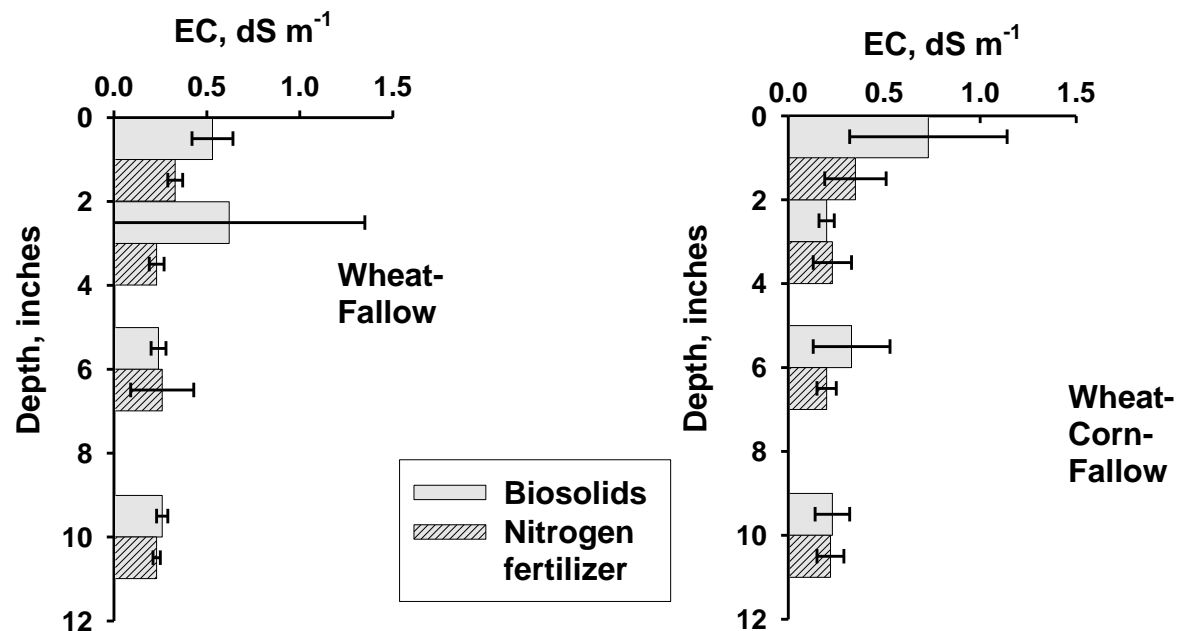 EC, dS m⁻¹
0.0 0.5 1.0 1.5
0
2
4
6
8
10
12
Depth, inches
Wheat-
Fallow
Biosolids
Nitrogen
fertilizer
EC, dS m⁻¹
0.0 0.5 1.0 1.5
0
2
4
6
8
10
12
Depth, inches
Wheat-
Corn-
Fallow